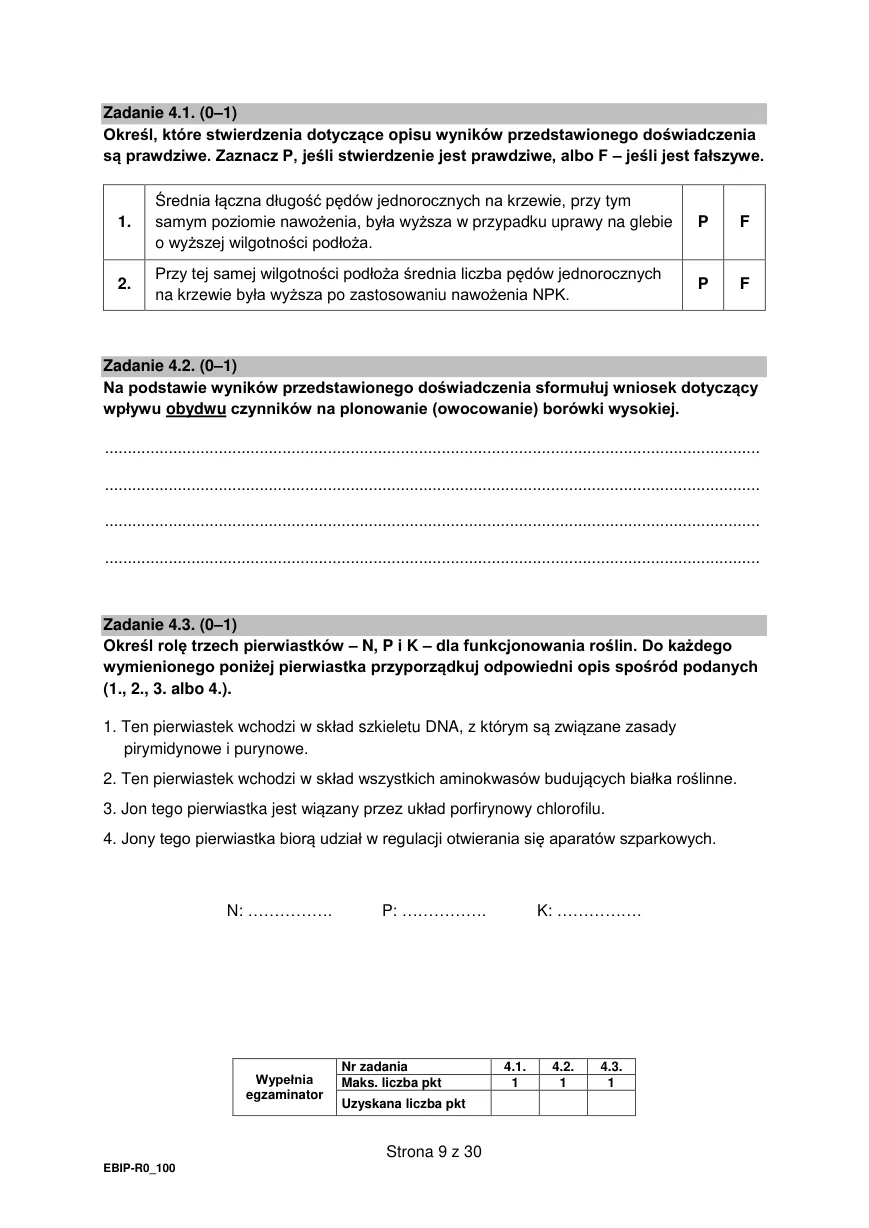 Zadanie 4.1. (0–1)
Określ, które stwierdzenia dotyczące opisu wyników przedstawionego doświadczenia
są prawdziwe. Zaznacz P, jeśli stwierdzenie jest prawdziwe, albo F – jeśli jest fałszywe.
1. Średnia łączna długość pędów jednorocznych na krzewie, przy tym
samym poziomie nawożenia, była wyższa w przypadku uprawy na glebie
o wyższej wilgotności podłoża. P F
2. Przy tej samej wilgotności podłoża średnia liczba pędów jednorocznych
na krzewie była wyższa po zastosowaniu nawożenia NPK. P F
Zadanie 4.2. (0–1)
Na podstawie wyników przedstawionego doświadczenia sformułuj wniosek dotyczący
wpływu obydwu czynników na plonowanie (owocowanie) borówki wysokiej.
Zadanie 4.3. (0–1)
Określ rolę trzech pierwiastków – N, P i K – dla funkcjonowania roślin. Do każdego
wymienionego poniżej pierwiastka przyporządkuj odpowiedni opis spośród podanych
(1., 2., 3. albo 4.).
1. Ten pierwiastek wchodzi w skład szkieletu DNA, z którym są związane zasady
pirymidynowe i purynowe.
2. Ten pierwiastek wchodzi w skład wszystkich aminokwasów budujących białka roślinne.
3. Jon tego pierwiastka jest wiązany przez układ porfirynowy chlorofilu.
4. Jony tego pierwiastka biorą udział w regulacji otwierania się aparatów szparkowych.
N: ……………. P: ……………. K: ……………
Wypełnia
egzaminator
Nr zadania 4.1. 4.2. 4.3.
Maks. liczba pkt 1 1 1
Uzyskana liczba pkt
Strona 9 z 30
EBIP-R0_100